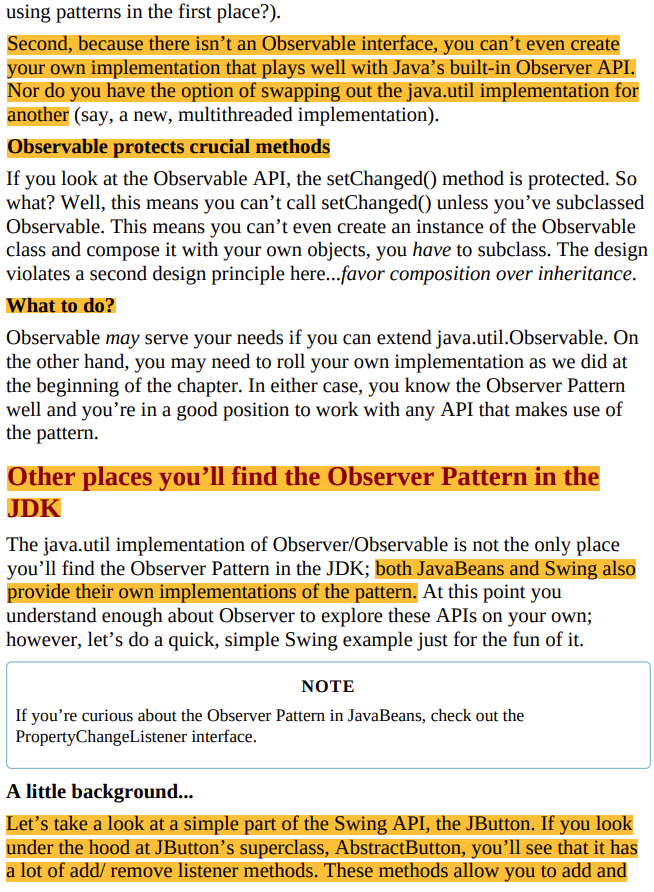 using patterns in the first place?).
Second, because there isn’t an Observable interface, you can’t even create
your own implementation that plays well with Java’s built-in Observer API.
Nor do you have the option of swapping out the java.util implementation for
another (say, a new, multithreaded implementation).
Observable protects crucial methods
If you look at the Observable API, the setChanged() method is protected. So
what? Well, this means you can’t call setChanged() unless you’ve subclassed
Observable. This means you can’t even create an instance of the Observable
class and compose it with your own objects, you have to subclass. The design
violates a second design principle here...favor composition over inheritance.
What to do?
Observable may serve your needs if you can extend java.util.Observable. On
the other hand, you may need to roll your own implementation as we did at
the beginning of the chapter. In either case, you know the Observer Pattern
well and you’re in a good position to work with any API that makes use of
the pattern.
Other places you’ll find the Observer Pattern in the
JDK
The java.util implementation of Observer/Observable is not the only place
you’ll find the Observer Pattern in the JDK; both JavaBeans and Swing also
provide their own implementations of the pattern. At this point you
understand enough about Observer to explore these APIs on your own;
however, let’s do a quick, simple Swing example just for the fun of it.
NOTE
If you’re curious about the Observer Pattern in JavaBeans, check out the
PropertyChangeListener interface.
A little background...
Let’s take a look at a simple part of the Swing API, the JButton. If you look
under the hood at JButton’s superclass, AbstractButton, you’ll see that it has
a lot of add/ remove listener methods. These methods allow you to add and